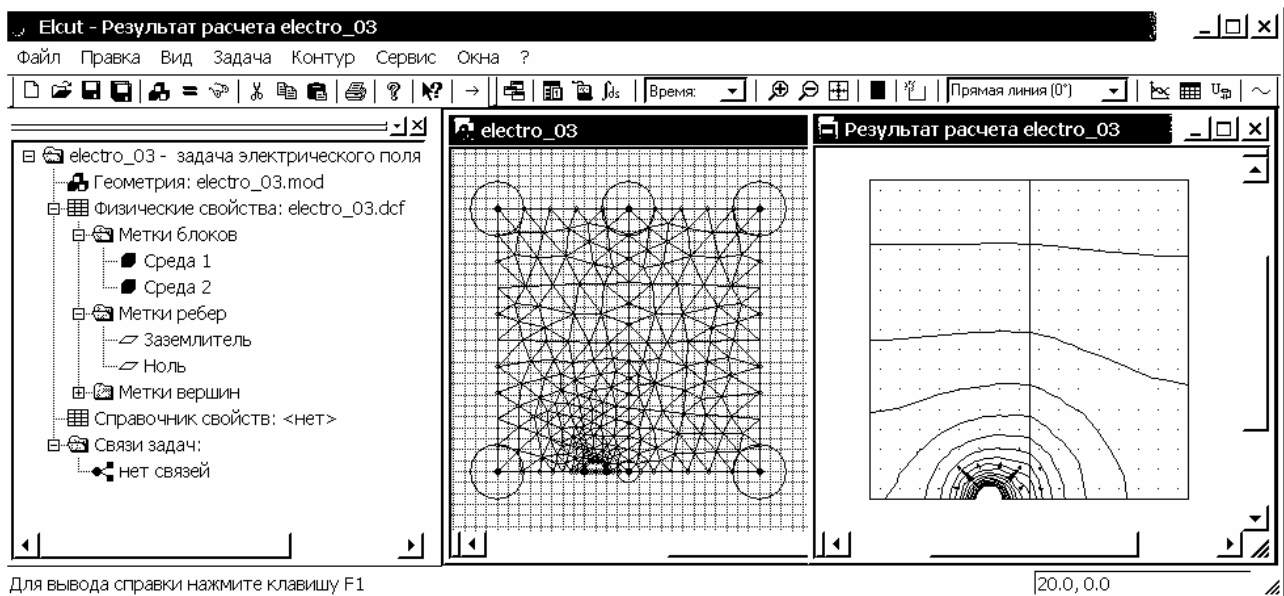 Elcut - Результат расчета electro_03
Файл Правка Вид Задача Контур Сервис Окна ?
Время:
Прямая линия (0°)
electro_03 - задача электрического поля
Геометрия: electro_03.mod
Физические свойства: electro_03.dcf
Метки блоков
Среда 1
Среда 2
Метки ребер
Заземлитель
Ноль
Метки вершин
Справочник свойств: <нет>
Связи задач:
нет связей
electro_03
Результат расчета electro_03
Для вывода справки нажмите клавишу F1
20.0, 0.0